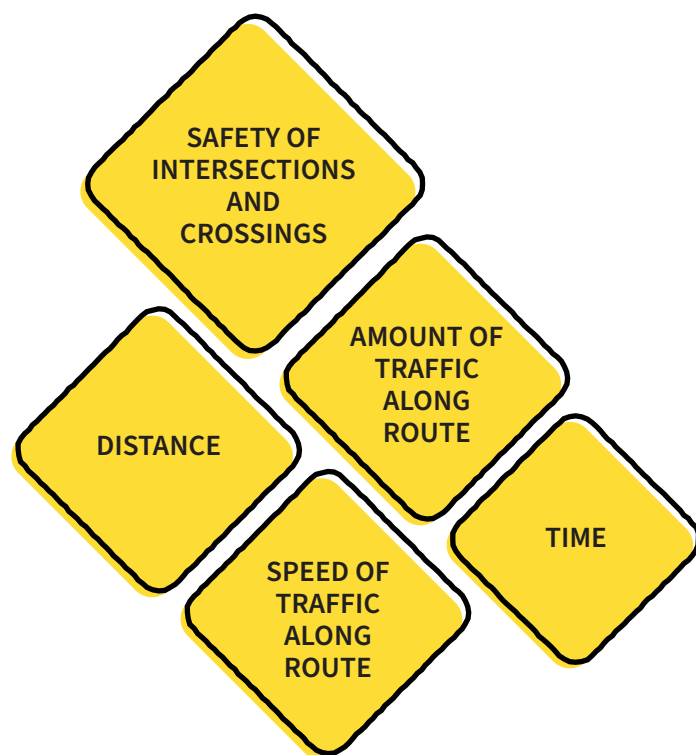 SAFETY OF
INTERSECTIONS
AND
CROSSINGS
AMOUNT OF
TRAFFIC
ALONG
ROUTE
DISTANCE
TIME
SPEED OF
TRAFFIC
ALONG
ROUTE